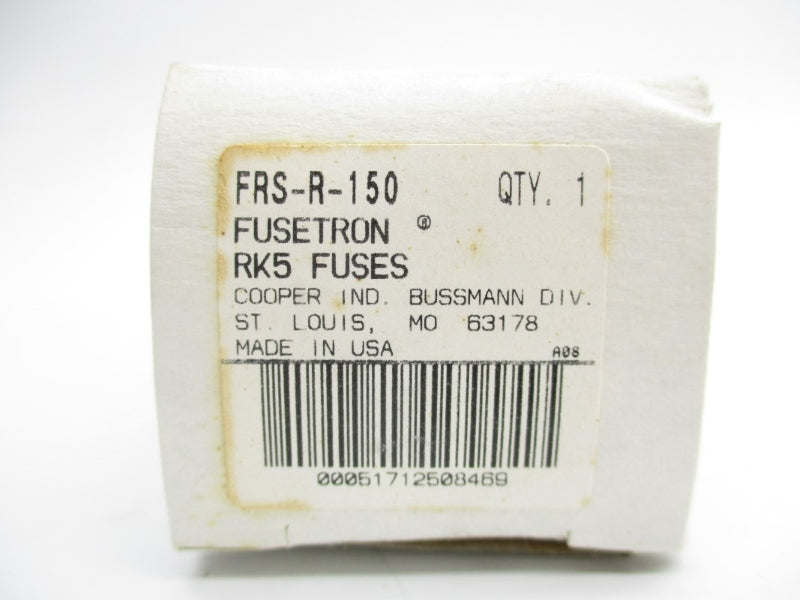 FRS-R-150 QTY. 1
FUSETRON ®
RK5 FUSES
COOPER IND. BUSSMANN DIV.
ST. LOUIS, MO 63178
MADE IN USA A08
00051712508469